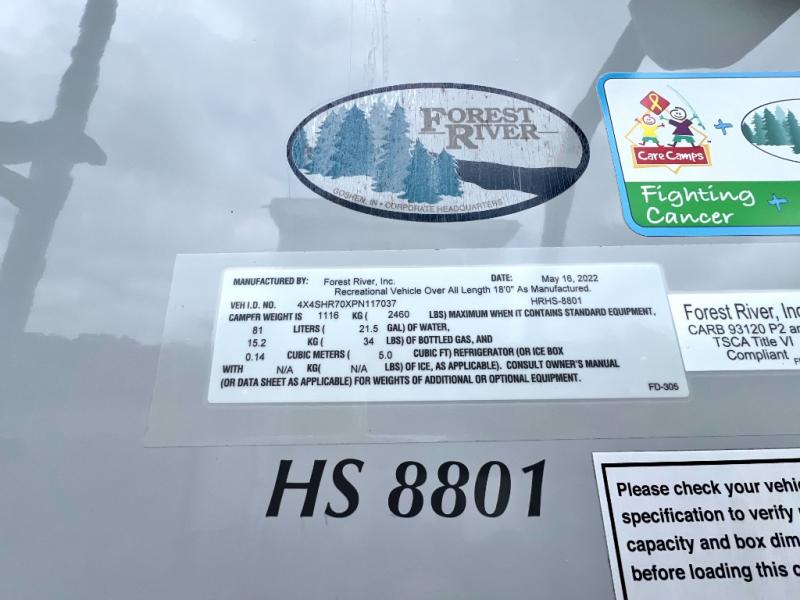 FOREST
RIVER
GOSHEN, IN • CORPORATE HEADQUARTERS
Care Camps
Fighting
Cancer
MANUFACTURED BY: Forest River, Inc. DATE: May 16, 2022
Recreational Vehicle Over All Length 18'0" As Manufactured.
VEH I.D. NO. 4X4SHR70XPN117037 HRHS-8801
CAMPER WEIGHT IS 1116 KG ( 2460 LBS) MAXIMUM WHEN IT CONTAINS STANDARD EQUIPMENT,
81 LITERS ( 21.5 GAL) OF WATER,
15.2 KG ( 34 LBS) OF BOTTLED GAS, AND
0.14 CUBIC METERS ( 5.0 CUBIC FT) REFRIGERATOR (OR ICE BOX
WITH N/A KG( N/A LBS) OF ICE, AS APPLICABLE). CONSULT OWNER'S MANUAL
(OR DATA SHEET AS APPLICABLE) FOR WEIGHTS OF ADDITIONAL OR OPTIONAL EQUIPMENT.
FD-305
Forest River, Inc
CARB 93120 P2 an
TSCA Title VI
Compliant
HS 8801
Please check your vehic
specification to verify
capacity and box dim
before loading this c